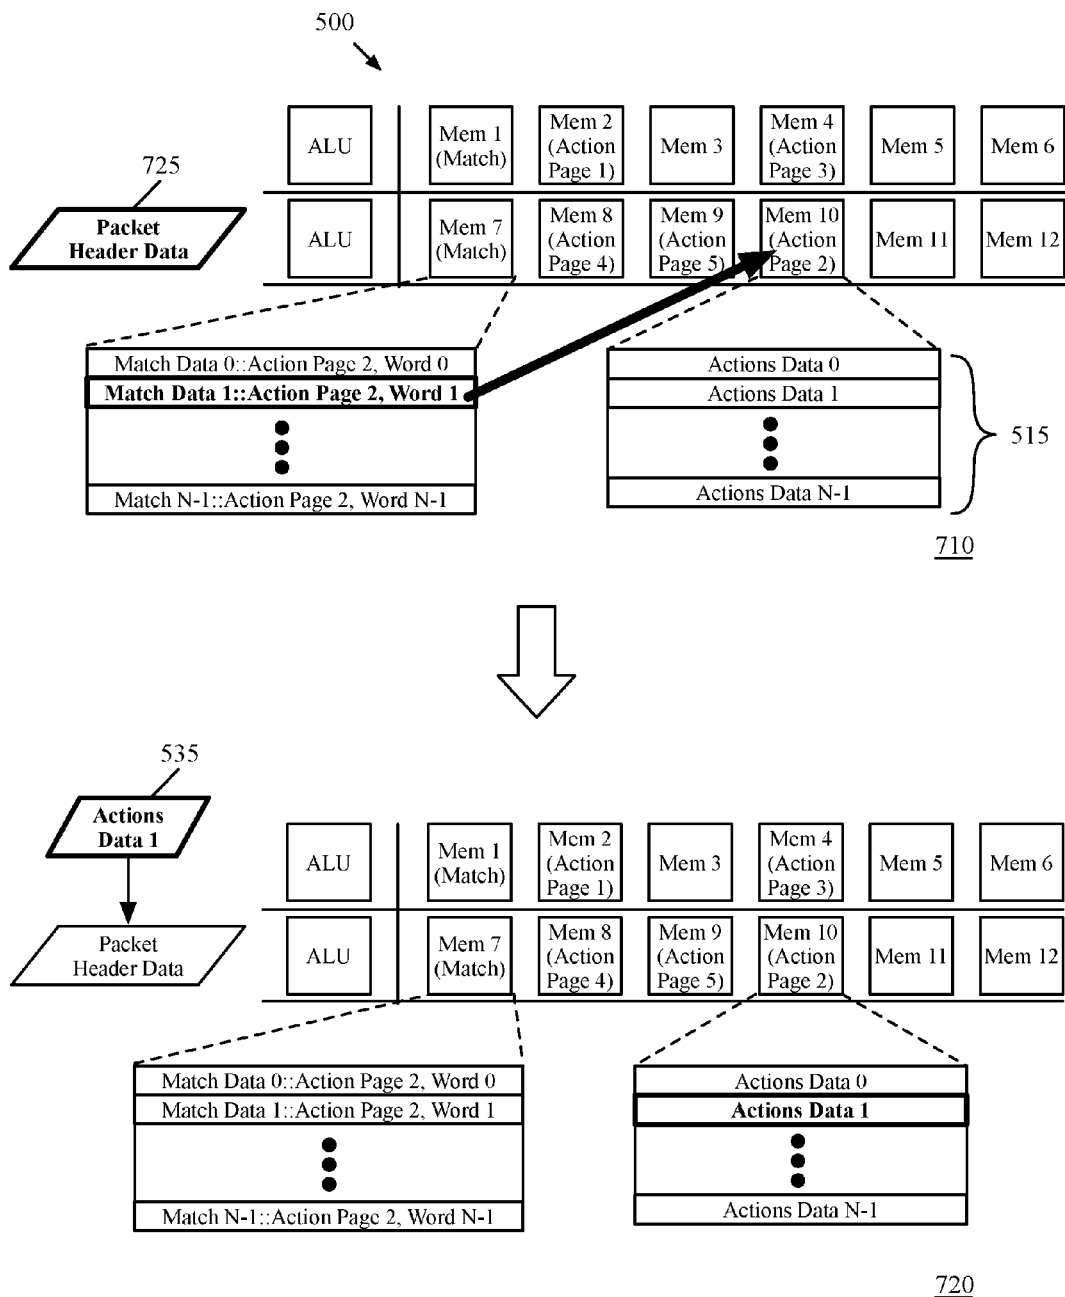 500
ALU
Mem 1
(Match)
Mem 2
(Action
Page 1)
Mem 3
Mem 4
(Action
Page 3)
Mem 5
Mem 6
725
Packet
Header Data
ALU
Mem 7
(Match)
Mem 8
(Action
Page 4)
Mem 9
(Action
Page 5)
Mem 10
(Action
Page 2)
Mem 11
Mem 12
Match Data 0::Action Page 2, Word 0
Match Data 1::Action Page 2, Word 1
Match N-1::Action Page 2, Word N-1
Actions Data 0
Actions Data 1
Actions Data N-1
515
710
535
Actions
Data 1
Packet
Header Data
ALU
Mem 1
(Match)
Mem 2
(Action
Page 1)
Mem 3
Mem 4
(Action
Page 3)
Mem 5
Mem 6
ALU
Mem 7
(Match)
Mem 8
(Action
Page 4)
Mem 9
(Action
Page 5)
Mem 10
(Action
Page 2)
Mem 11
Mem 12
Match Data 0::Action Page 2, Word 0
Match Data 1::Action Page 2, Word 1
Match N-1::Action Page 2, Word N-1
Actions Data 0
Actions Data 1
Actions Data N-1
720